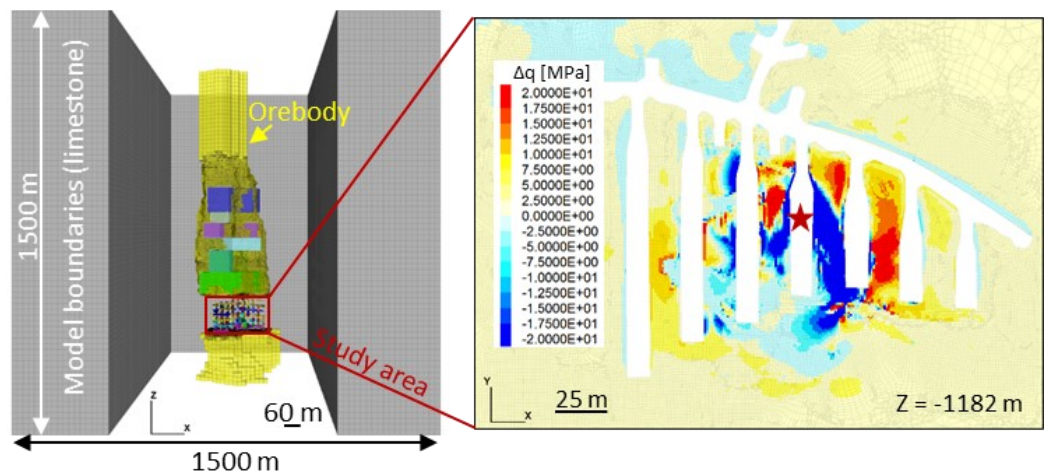 Model boundaries (limestone)
1500 m
Orebody
Study area
z
x
60 m
1500 m
Δq [MPa]
2.0000E+01
1.7500E+01
1.5000E+01
1.2500E+01
1.0000E+01
7.5000E+00
5.0000E+00
2.5000E+00
0.0000E+00
-2.5000E+00
-5.0000E+00
-7.5000E+00
-1.0000E+01
-1.2500E+01
-1.5000E+01
-1.7500E+01
-2.0000E+01
Y
x
25 m
Z = -1182 m